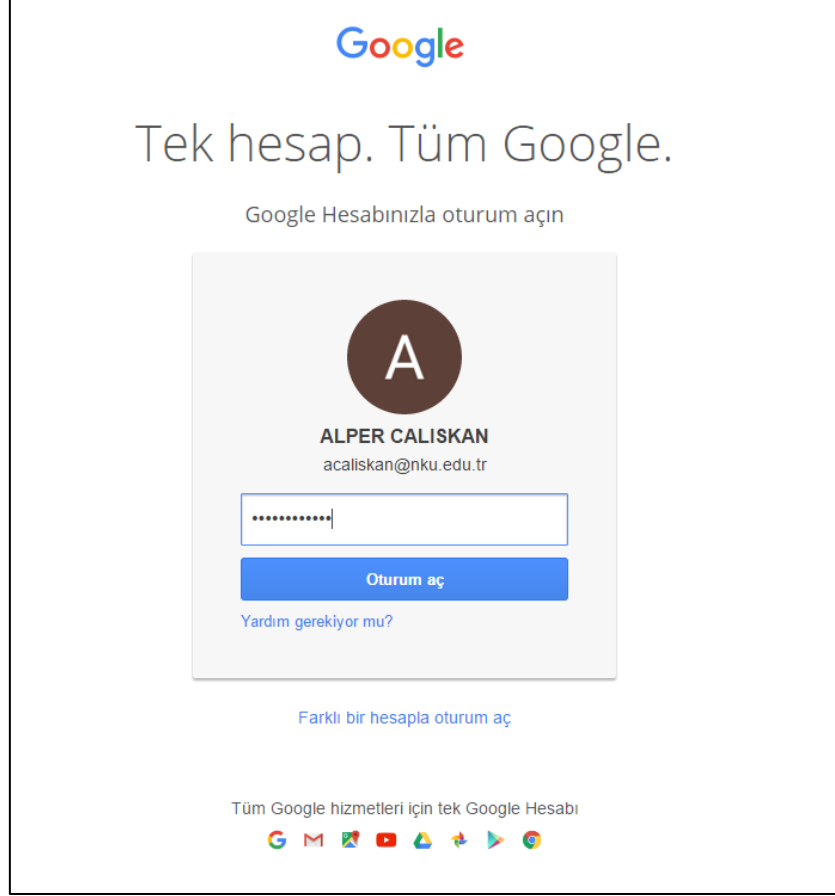 Google
Tek hesap. Tüm Google.
Google Hesabınızla oturum açın
A
ALPER CALISKAN
acaliskan@nku.edu.tr
••••••••••••
Oturum aç
Yardım gerekiyor mu?
Farklı bir hesapla oturum aç
Tüm Google hizmetleri için tek Google Hesabı